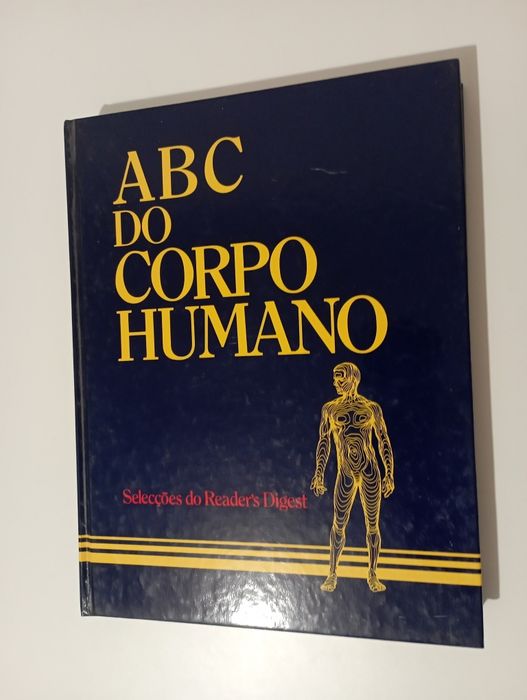 ABC
DO
CORPO
HUMANO
Selecções do Reader's Digest